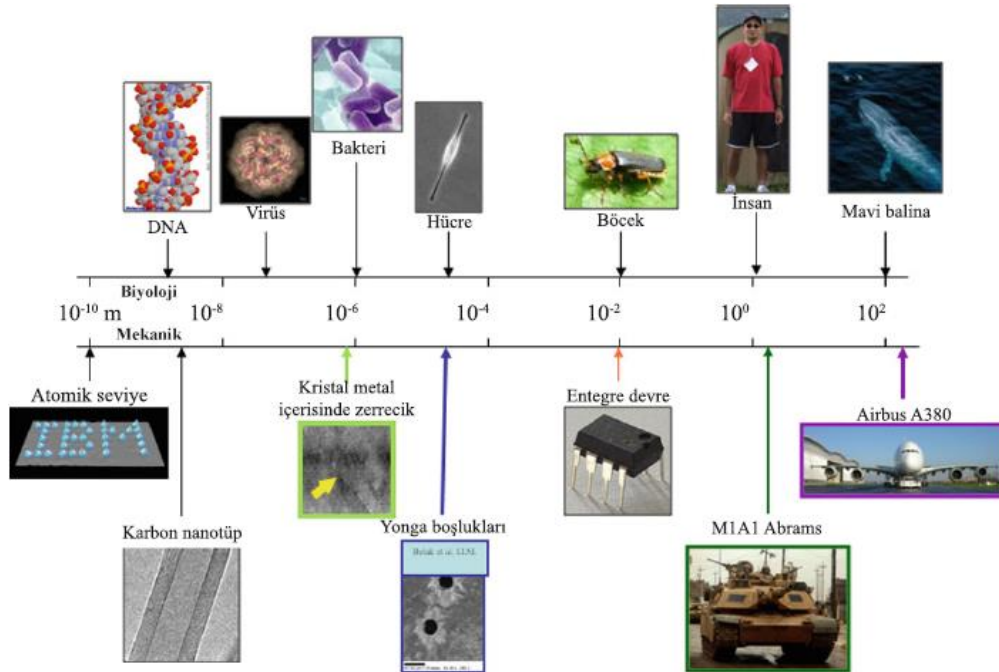 DNA
Virüs
Bakteri
Hücre
Böcek
İnsan
Mavi balina
Biyoloji
10-10 m
10-8
10-6
10-4
10-2
100
102
Mekanik
Atomik seviye
IBM
Karbon nanotüp
Kristal metal
içerisinde zerrecik
Yonga boşlukları
Entegre devre
M1A1 Abrams
Airbus A380